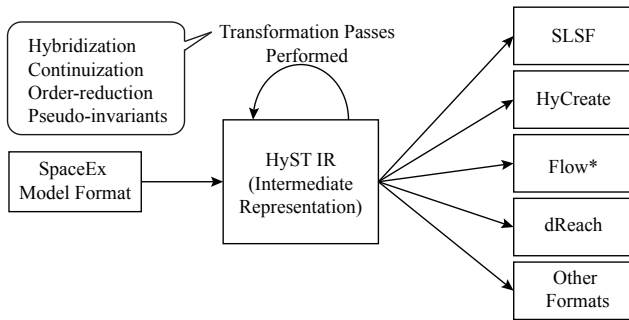 Hybridization
Continuization
Order-reduction
Pseudo-invariants
Transformation Passes
Performed
SpaceEx
Model Format
HyST IR
(Intermediate
Representation)
SLSF
HyCreate
Flow*
dReach
Other
Formats